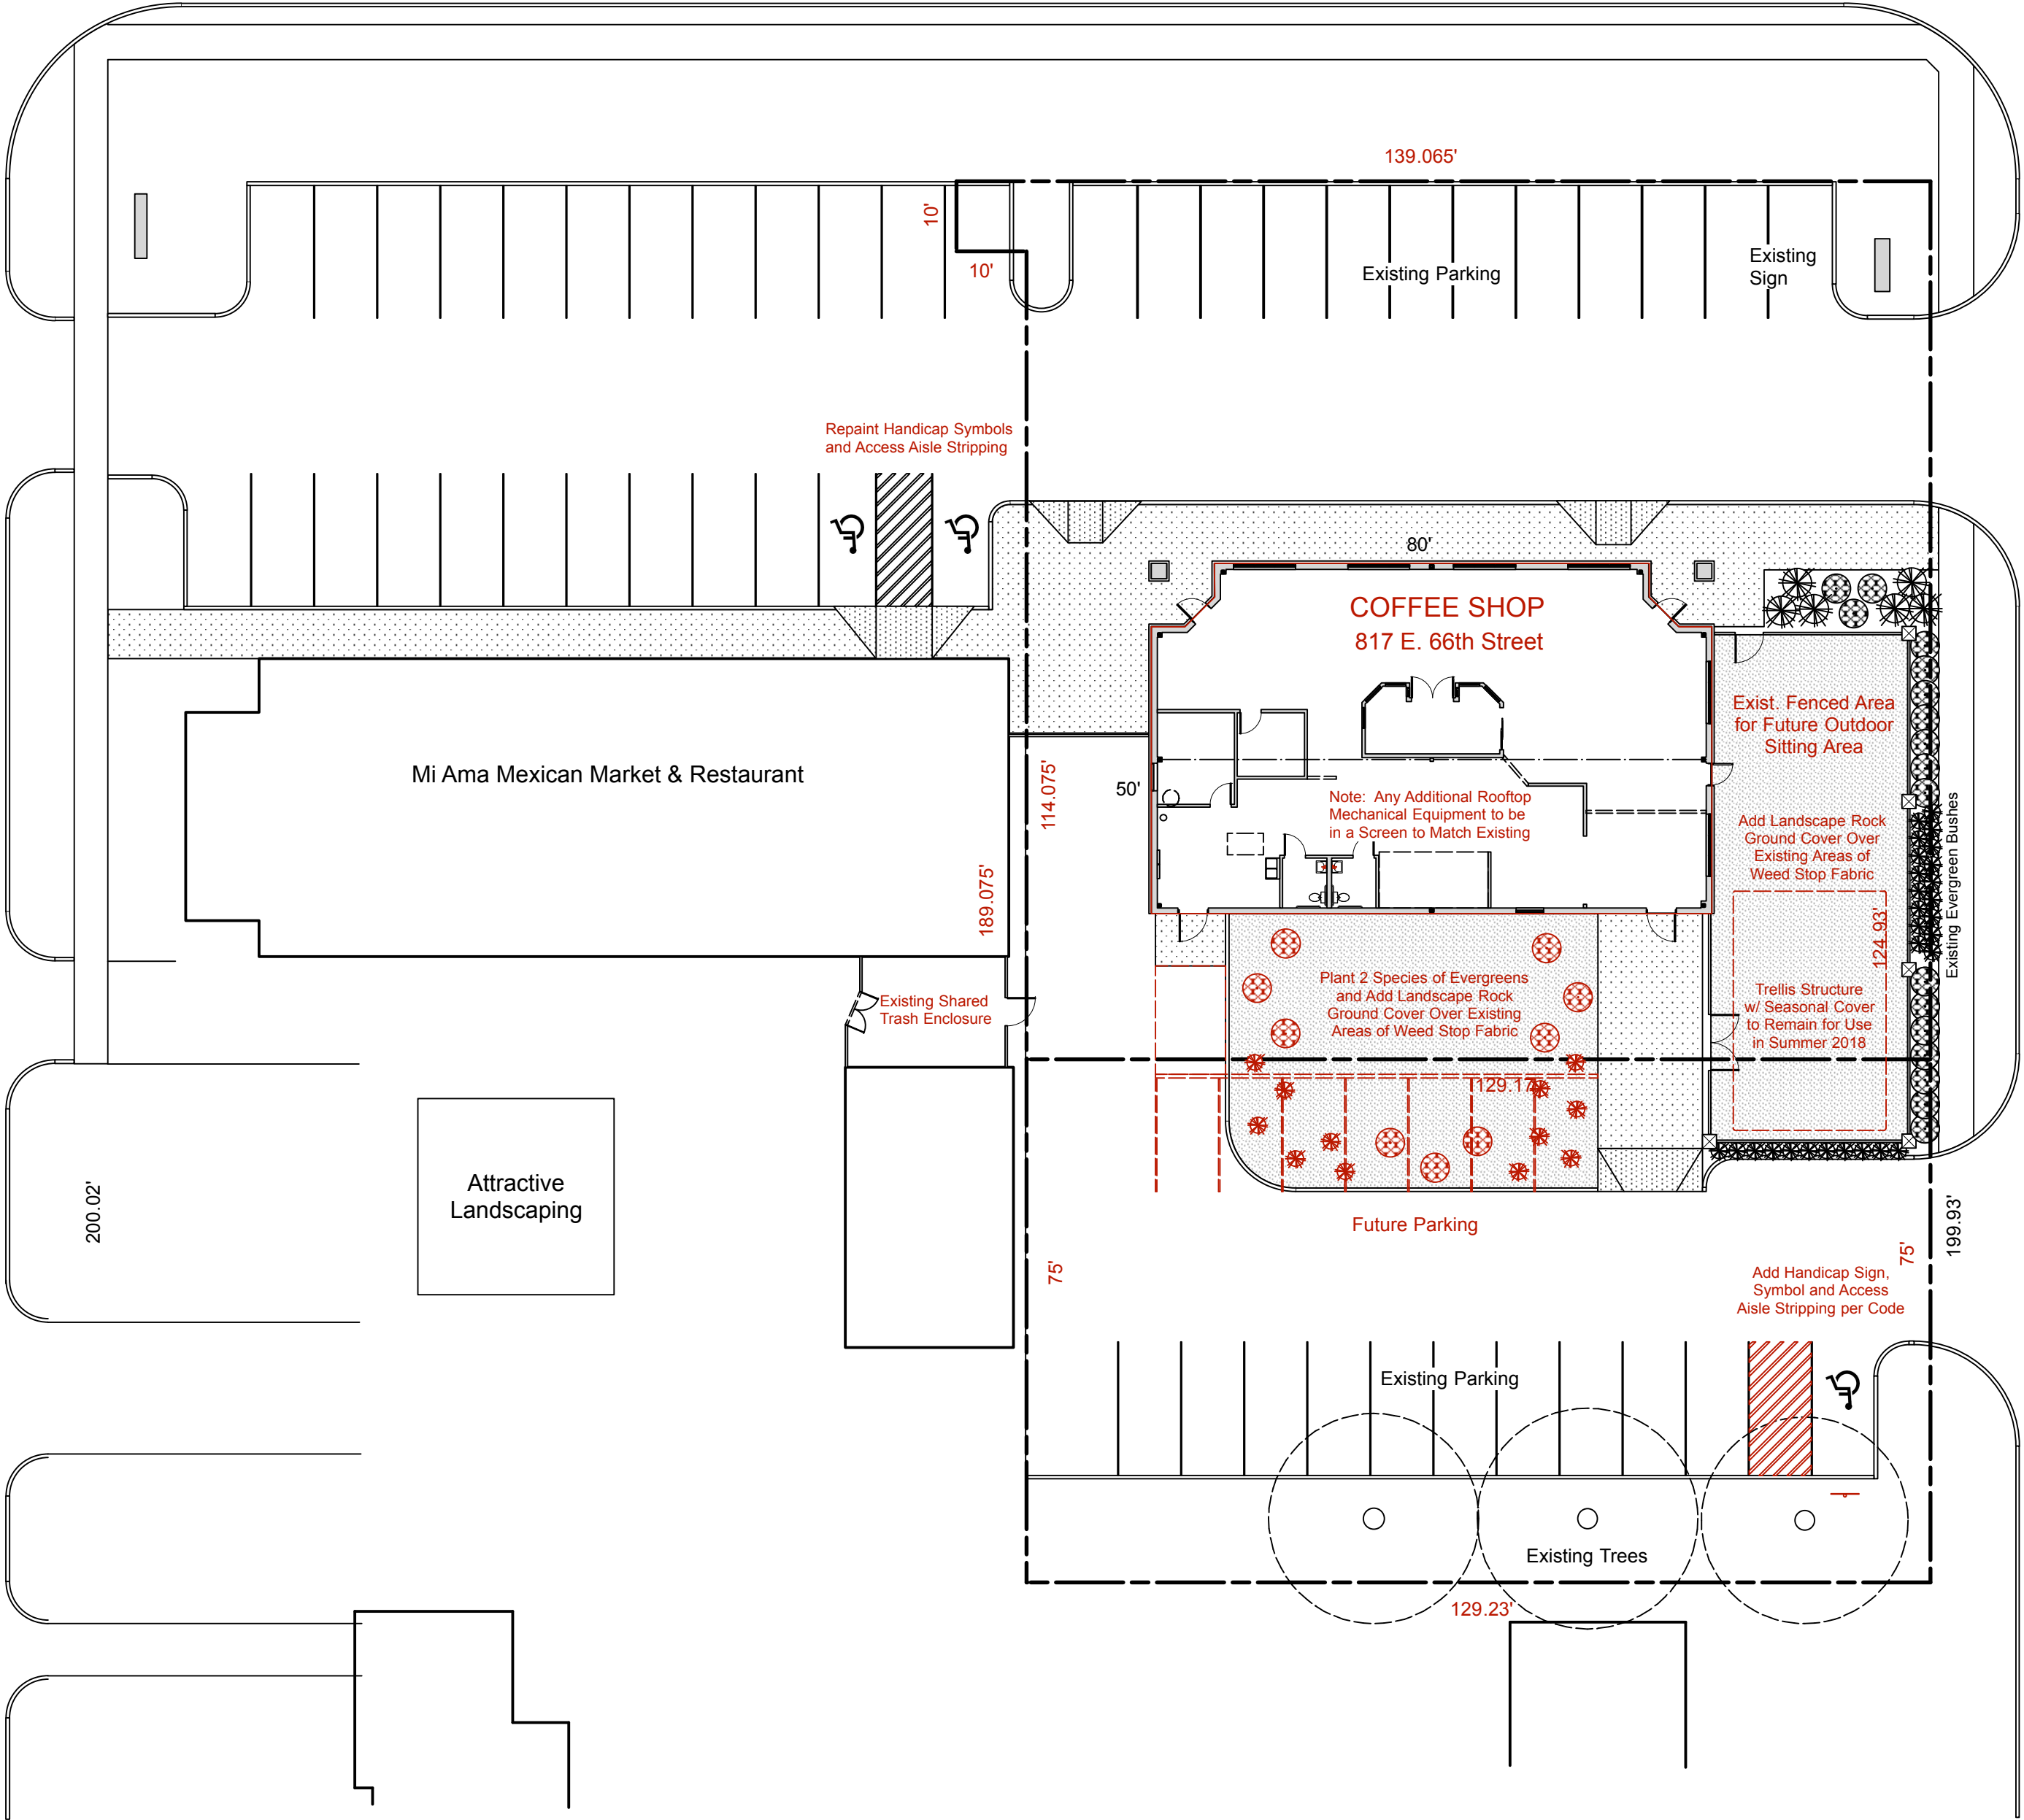 139.065'
10'
10'
Existing Parking
Existing
Sign
Repaint Handicap Symbols
and Access Aisle Stripping
80'
COFFEE SHOP
817 E. 66th Street
Exist. Fenced Area
for Future Outdoor
Sitting Area
Mi Ama Mexican Market & Restaurant
114.075'
50'
Note: Any Additional Rooftop
Mechanical Equipment to be
in a Screen to Match Existing
Add Landscape Rock
Ground Cover Over
Existing Areas of
Weed Stop Fabric
Existing Evergreen Bushes
189.075'
124.93'
Existing Shared
Trash Enclosure
Plant 2 Species of Evergreens
and Add Landscape Rock
Ground Cover Over Existing
Areas of Weed Stop Fabric
Trellis Structure
w/ Seasonal Cover
to Remain for Use
in Summer 2018
129.17'
Attractive
Landscaping
200.02'
Future Parking
199.93'
75'
75'
Add Handicap Sign,
Symbol and Access
Aisle Stripping per Code
Existing Parking
Existing Trees
129.23'